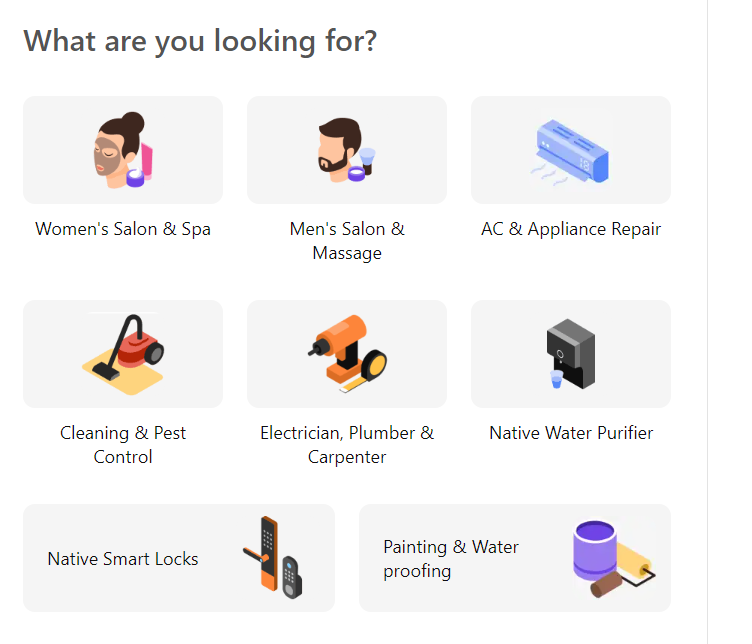 What are you looking for?
Women's Salon & Spa
Men's Salon &
Massage
AC & Appliance Repair
Cleaning & Pest
Control
Electrician, Plumber &
Carpenter
Native Water Purifier
Native Smart Locks
Painting & Water
proofing